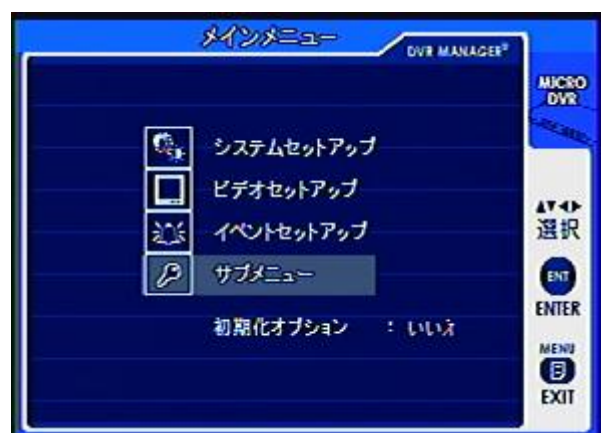 メインメニュー
DVR MANAGER®
MICRO
DVR
システムセットアップ
ビデオセットアップ
イベントセットアップ
サブメニュー
初期化オプション : いいえ
▲▼◀▶
選択
ENT
ENTER
MENU
EXIT